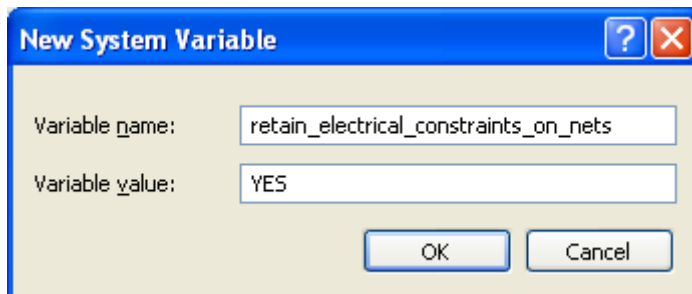 New System Variable
Variable name: retain_electrical_constraints_on_nets
Variable value: YES
OK Cancel